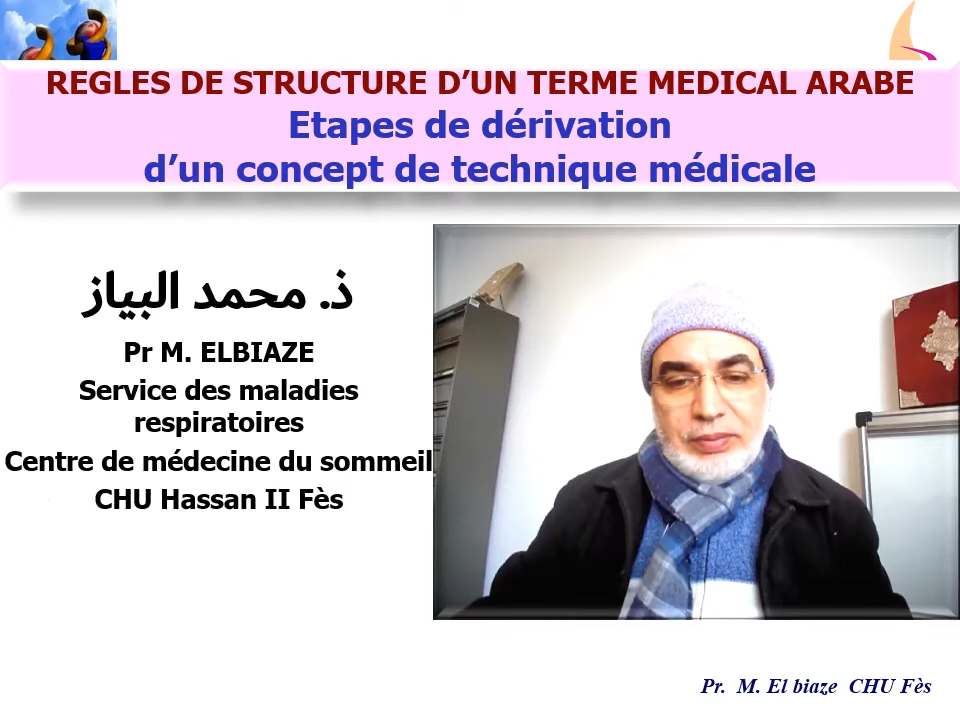 REGLES DE STRUCTURE D’UN TERME MEDICAL ARABE
Etapes de dérivation
d’un concept de technique médicale
ذ. محمد البياز
Pr M. ELBIAZE
Service des maladies
respiratoires
Centre de médecine du sommeil
CHU Hassan II Fès
Pr. M. El biaze CHU Fès